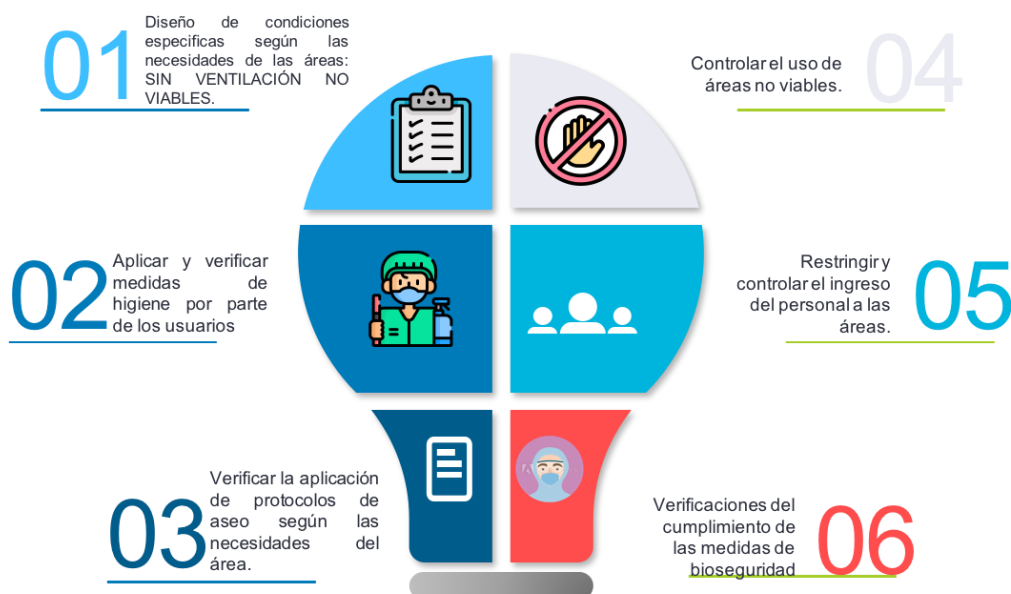 01
Diseño de condiciones
especificas según las
necesidades de las áreas:
SIN VENTILACIÓN NO
VIABLES.
02
Aplicar y verificar
medidas de
higiene por parte
de los usuarios
03
Verificar la aplicación
de protocolos de
aseo según las
necesidades del
área.
Controlar el uso de
áreas no viables.
04
Restringir y
controlar el ingreso
del personal a las
áreas.
05
Verificaciones del
cumplimiento de
las medidas de
bioseguridad
06